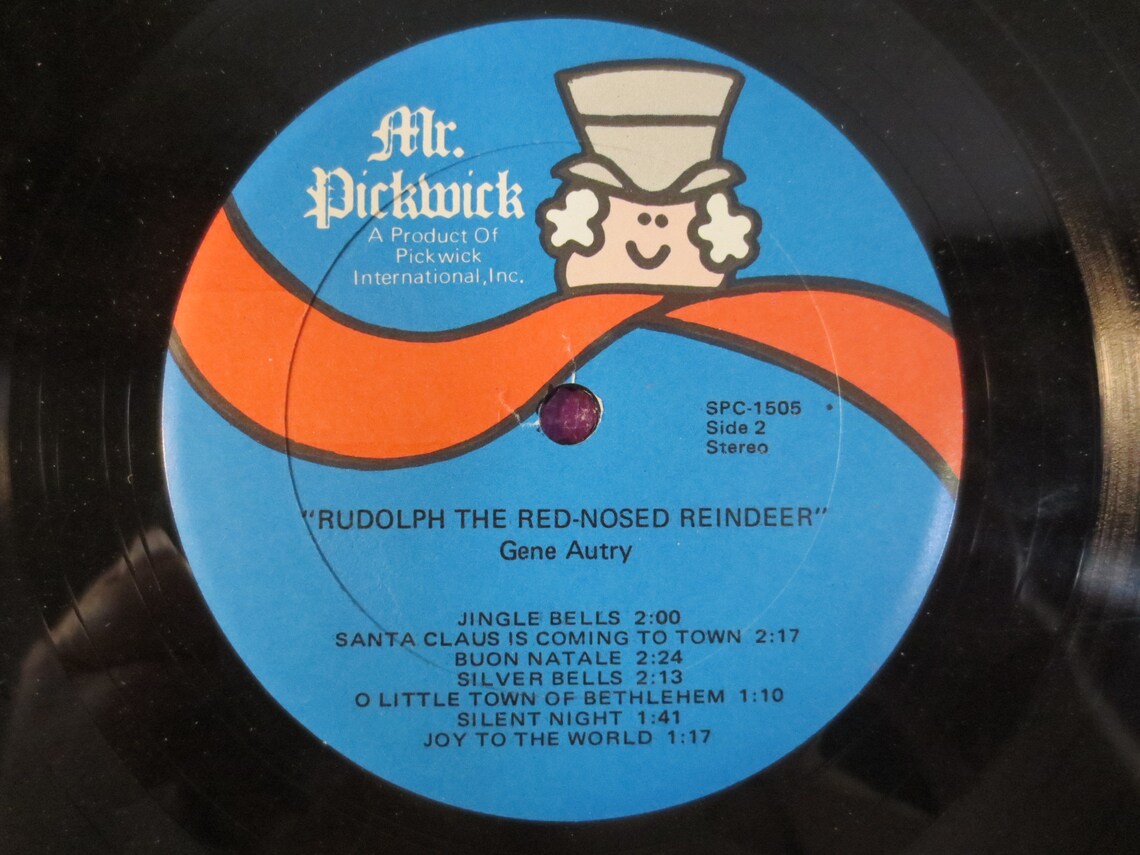 Mr.
Pickwick
A Product Of
Pickwick
International, Inc.
SPC-1505
Side 2
Stereo
"RUDOLPH THE RED-NOSED REINDEER"
Gene Autry
JINGLE BELLS 2:00
SANTA CLAUS IS COMING TO TOWN 2:17
BUON NATALE 2:24
SILVER BELLS 2:13
O LITTLE TOWN OF BETHLEHEM 1:10
SILENT NIGHT 1:41
JOY TO THE WORLD 1:17